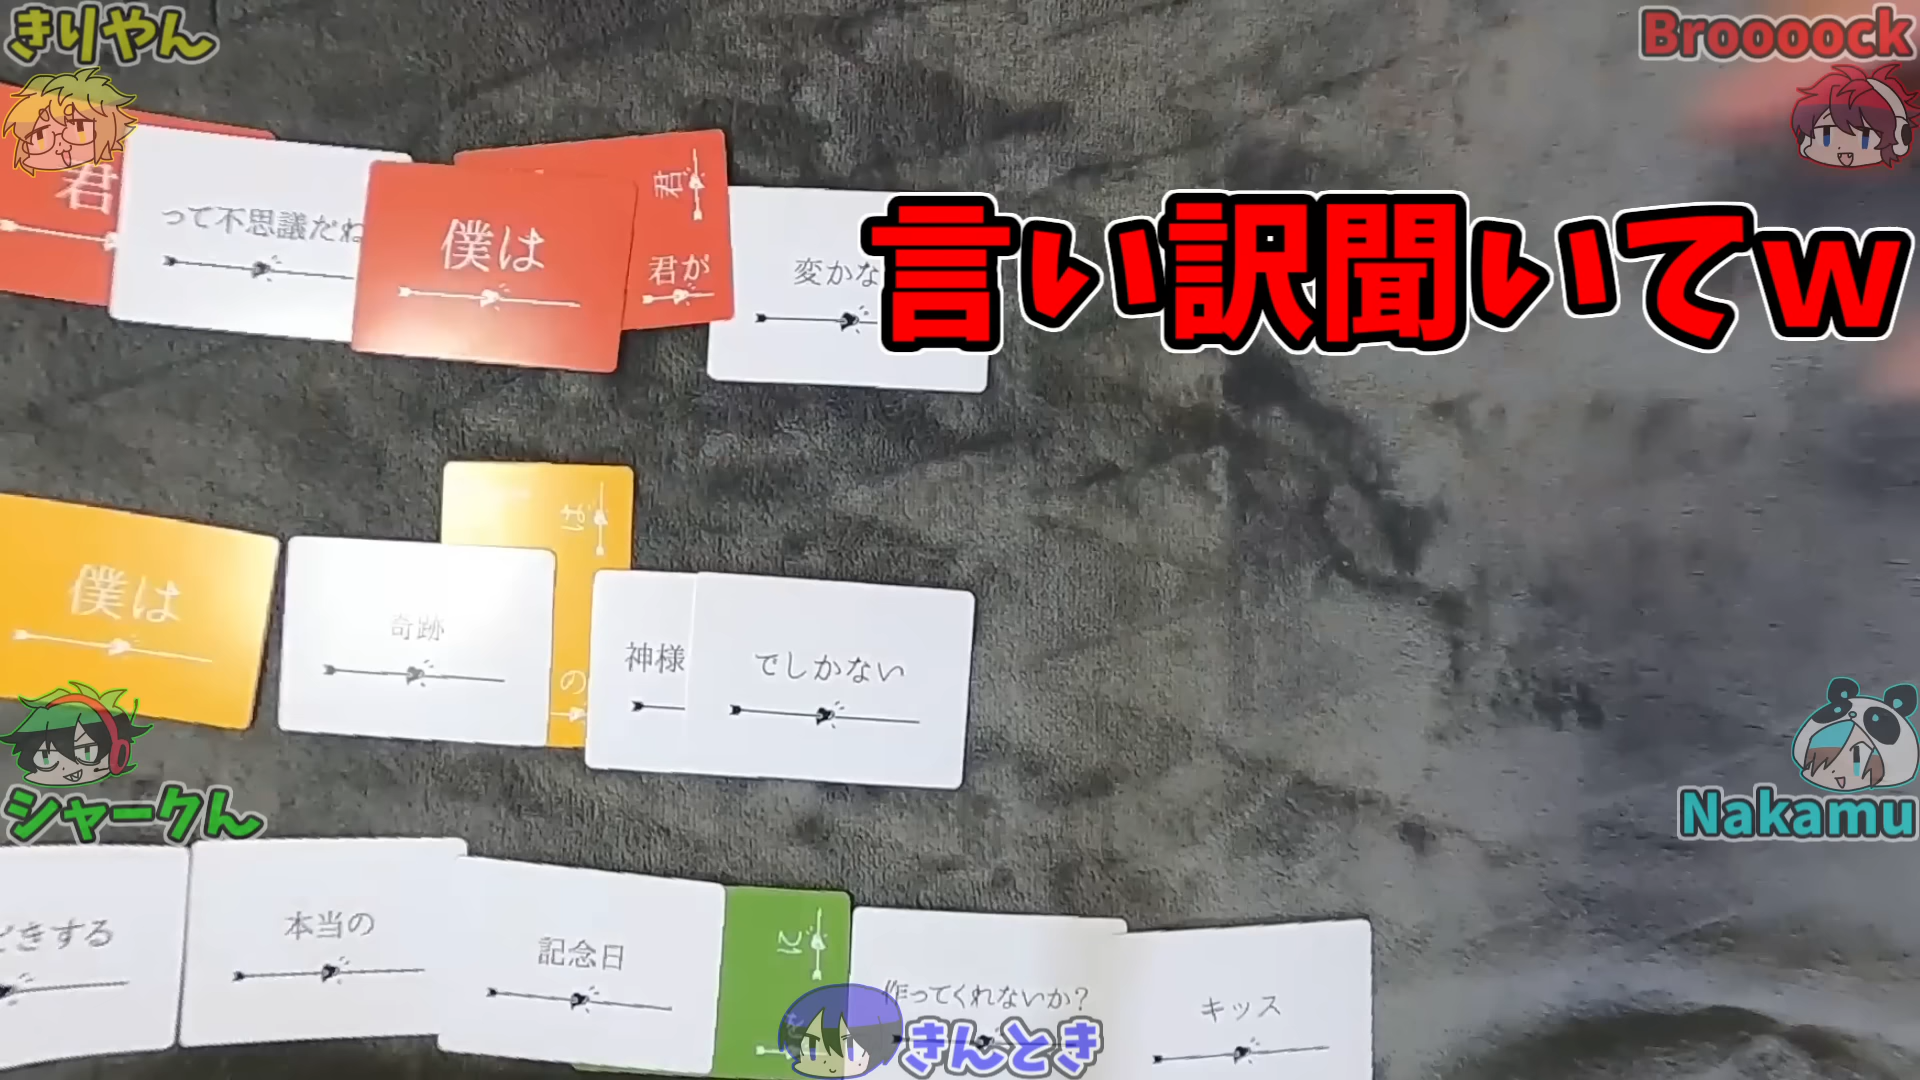 きりやん
Broooock
君
って不思議だね
僕は
君
君が
変かな
言い訳聞いてw
僕は
奇跡
は
の
神様
でしかない
シャークん
Nakamu
どきする
本当の
記念日
を
作ってくれないか?
キッス
きんとき